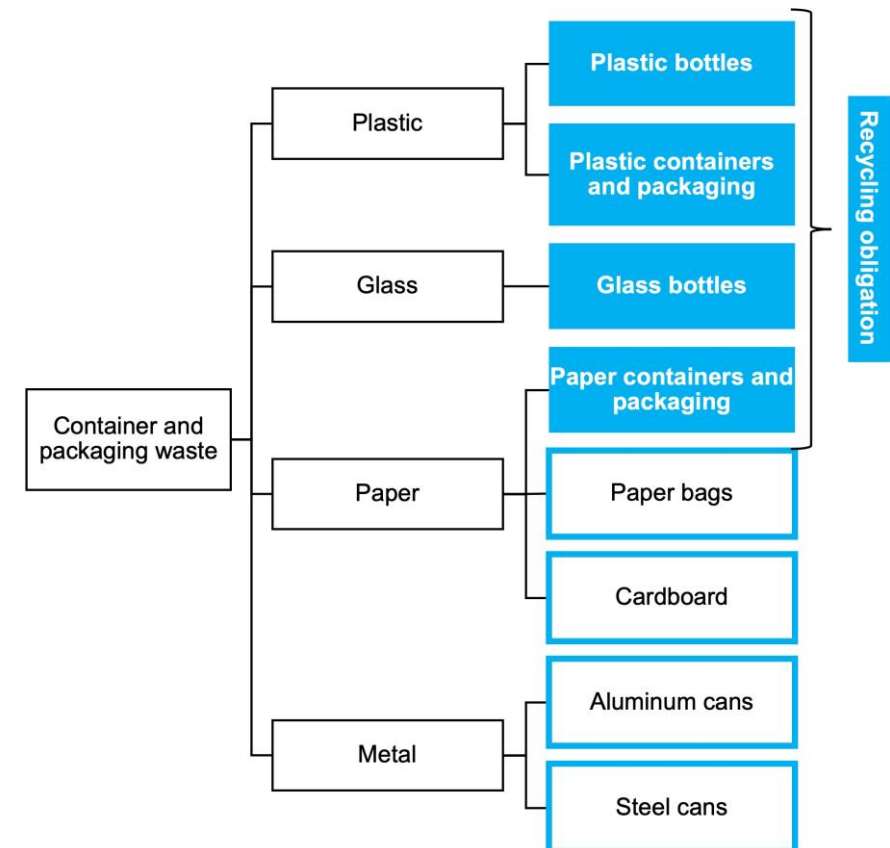 Plastic bottles
Plastic
Plastic containers
and packaging
Recycling obligation
Glass
Glass bottles
Paper containers and
packaging
Container and
packaging waste
Paper
Paper bags
Cardboard
Aluminum cans
Metal
Steel cans